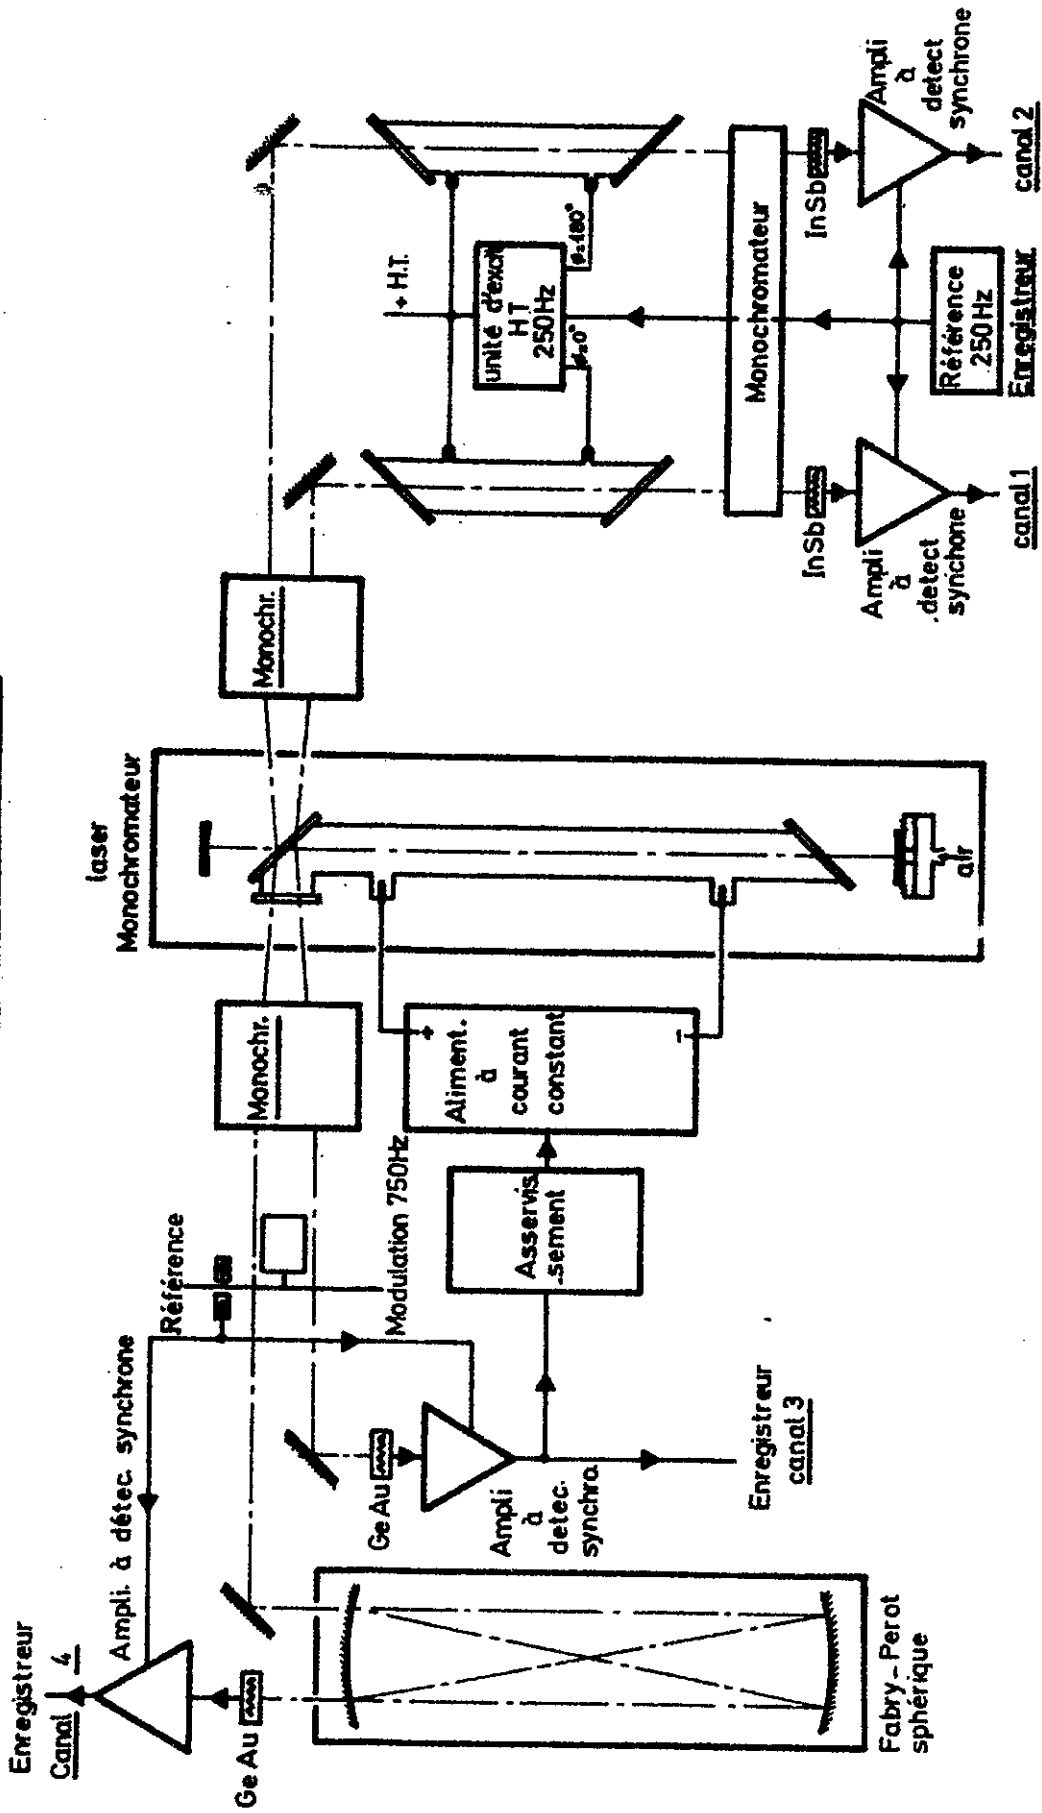 Enregistreur
Canal 4
Ampli. à détec. synchrone
Ge Au
Fabry-Perot
sphérique
Référence
Modulation 750Hz
Ge Au
Ampli
à
detec.
synchro.
Enregistreur
canal 3
Monochr.
Asservis
.sement
Aliment.
à
courant
constant
+
-
laser
Monochromateur
air
Monochr.
+ H.T.
unité d'excit
H.T
250Hz
φ=0°
φ=180°
Monochromateur
InSb
Ampli
à
.detect
synchone
canal 1
Référence
250Hz
Enregistreur
InSb
Ampli
à
detect
synchrone
canal 2